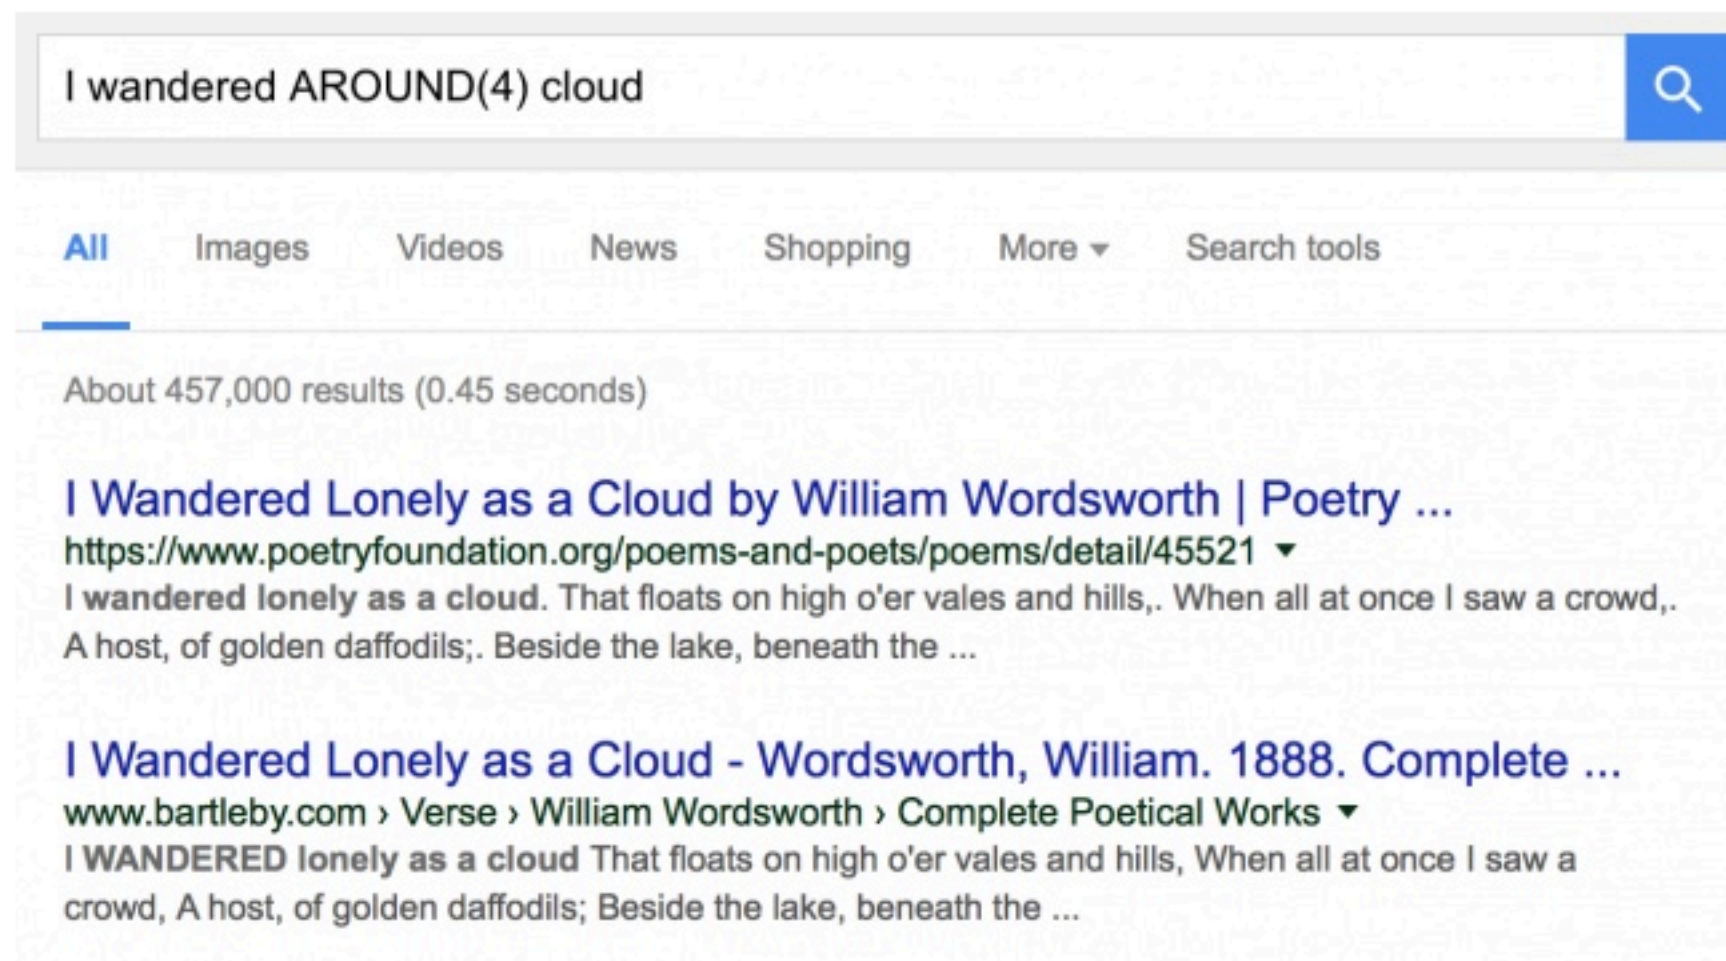 I wandered AROUND(4) cloud
All Images Videos News Shopping More Search tools
About 457,000 results (0.45 seconds)
I Wandered Lonely as a Cloud by William Wordsworth | Poetry ...
https://www.poetryfoundation.org/poems-and-poets/poems/detail/45521
I wandered lonely as a cloud. That floats on high o'er vales and hills,. When all at once I saw a crowd,.
A host, of golden daffodils;. Beside the lake, beneath the ...
I Wandered Lonely as a Cloud - Wordsworth, William. 1888. Complete ...
www.bartleby.com › Verse › William Wordsworth › Complete Poetical Works
I WANDERED lonely as a cloud That floats on high o'er vales and hills, When all at once I saw a
crowd, A host, of golden daffodils; Beside the lake, beneath the ...